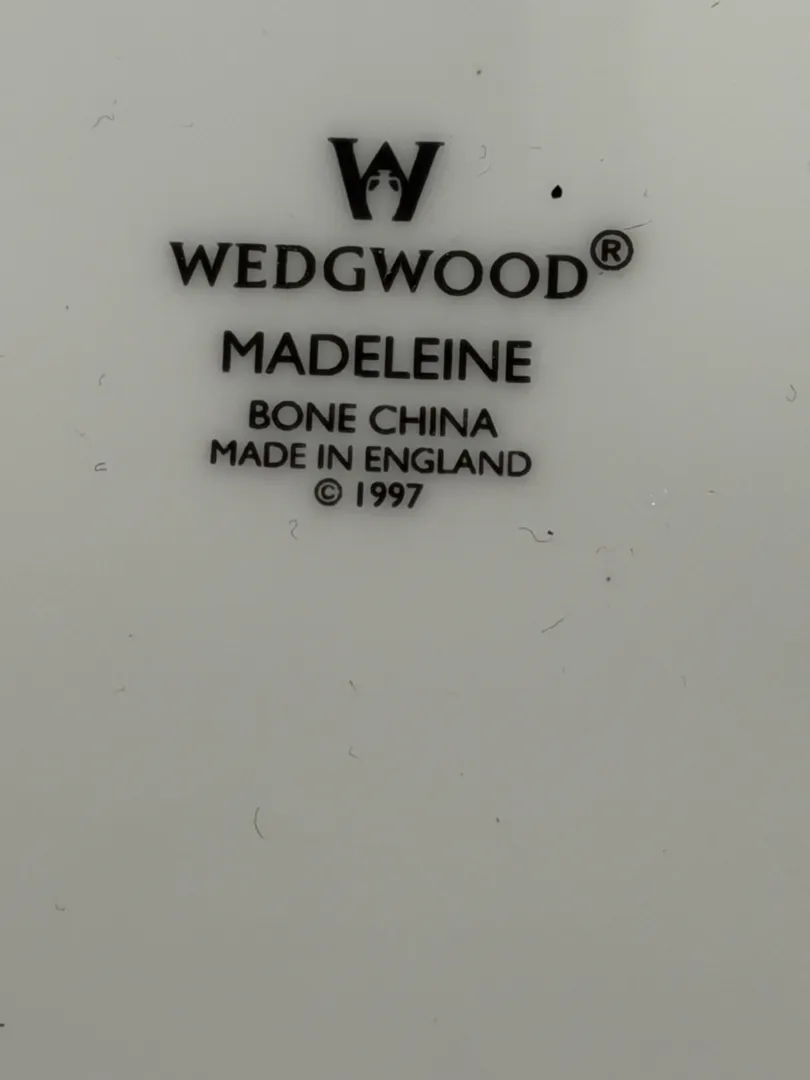 W
WEDGWOOD®
MADELEINE
BONE CHINA
MADE IN ENGLAND
© 1997